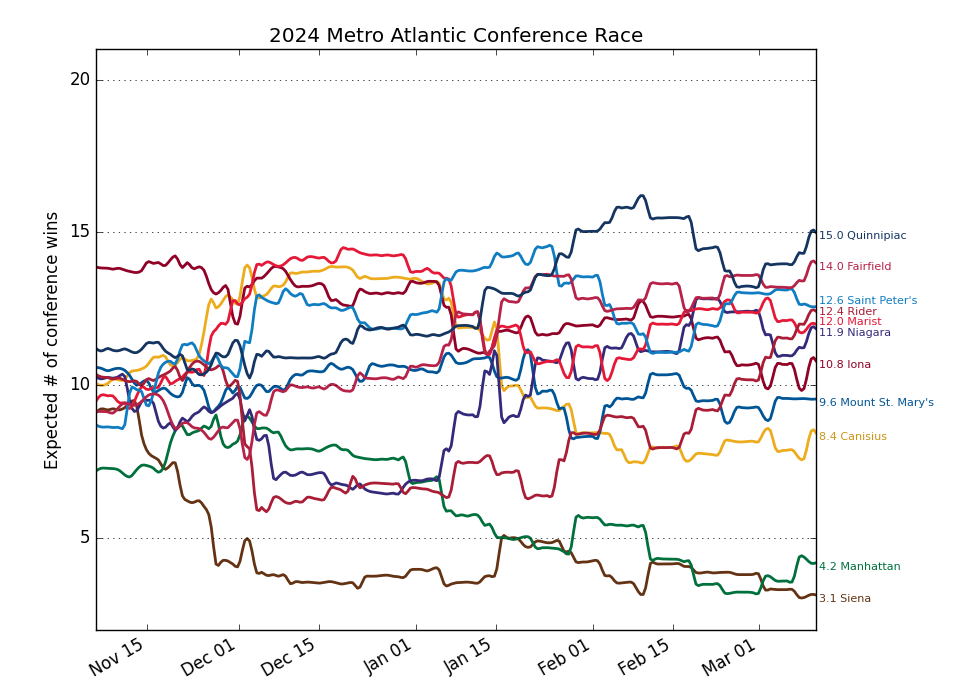 2024 Metro Atlantic Conference Race
Expected # of conference wins
20
15
10
5
Nov 15
Dec 01
Dec 15
Jan 01
Jan 15
Feb 01
Feb 15
Mar 01
15.0 Quinnipiac
14.0 Fairfield
12.6 Saint Peter's
12.4 Rider
12.0 Marist
11.9 Niagara
10.8 Iona
9.6 Mount St. Mary's
8.4 Canisius
4.2 Manhattan
3.1 Siena